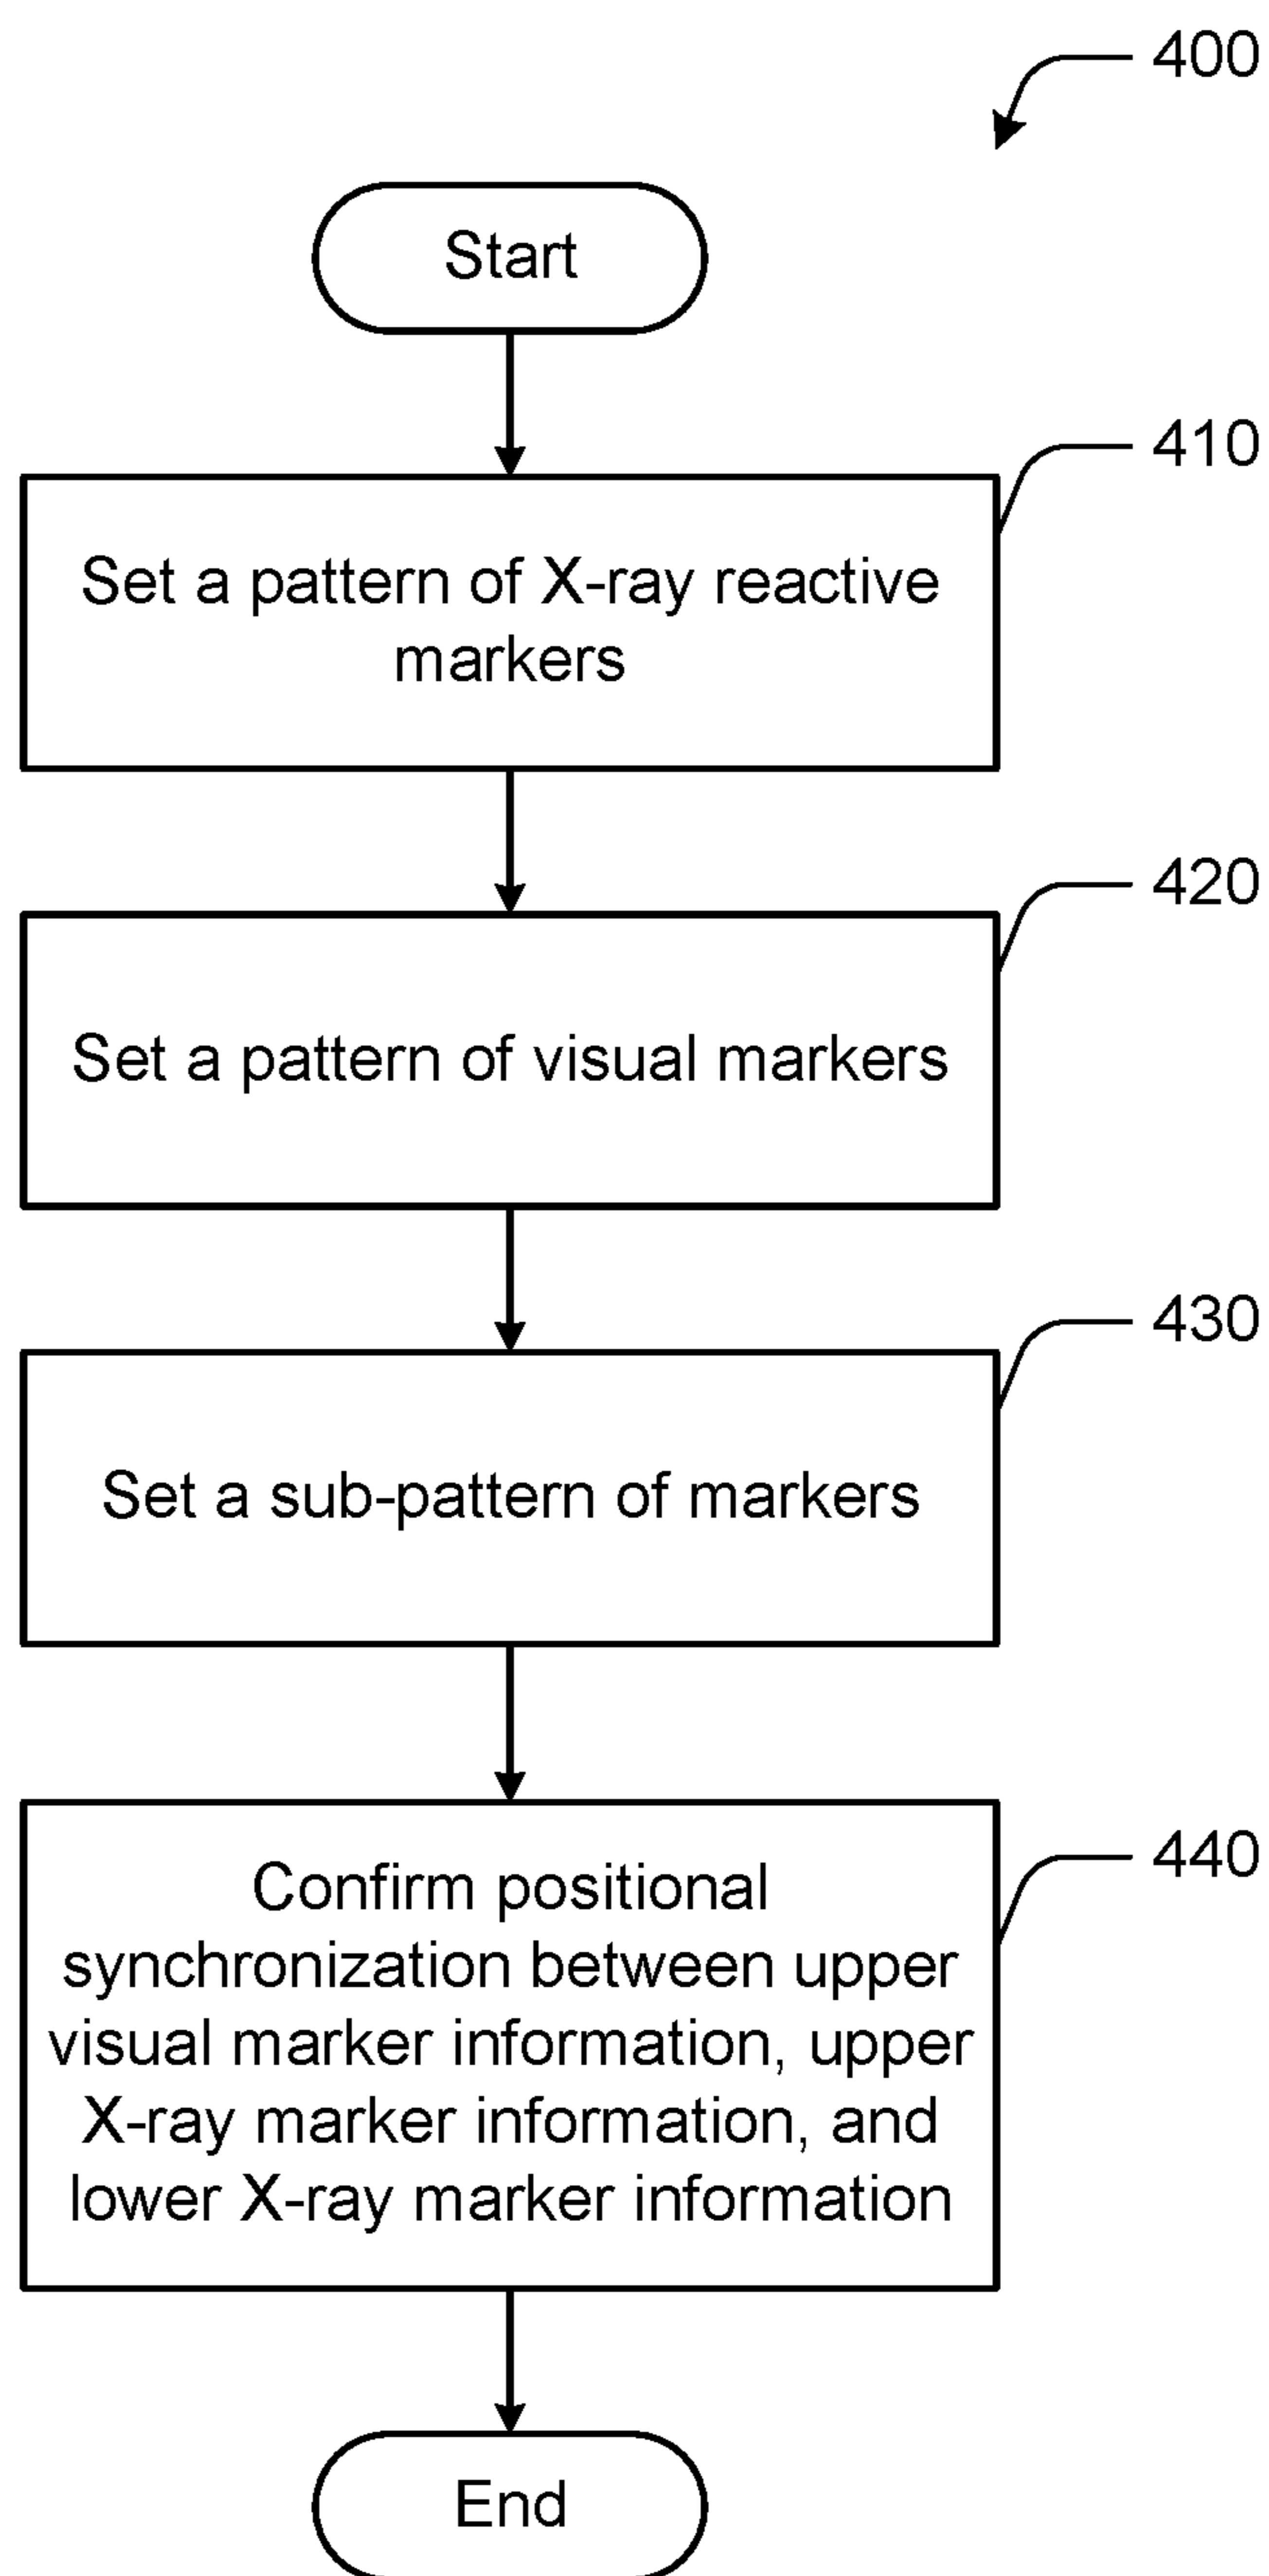 400
Start
410
Set a pattern of X-ray reactive
markers
420
Set a pattern of visual markers
430
Set a sub-pattern of markers
440
Confirm positional
synchronization between upper
visual marker information, upper
X-ray marker information, and
lower X-ray marker information
End